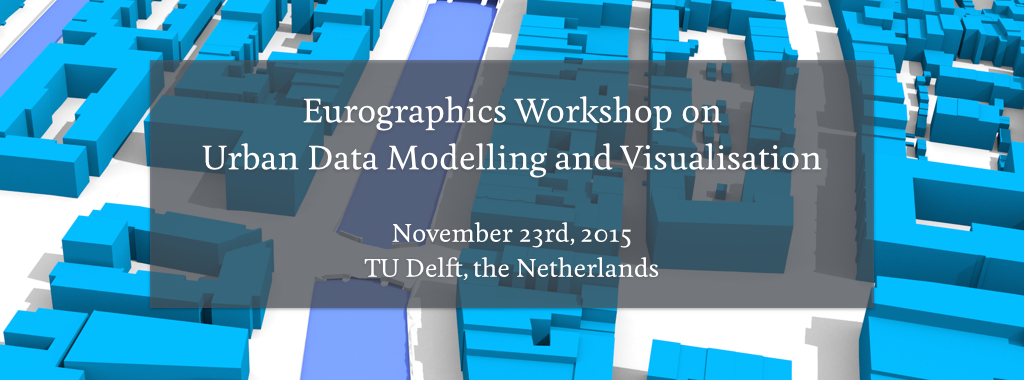 Eurographics Workshop on
Urban Data Modelling and Visualisation
November 23rd, 2015
TU Delft, the Netherlands